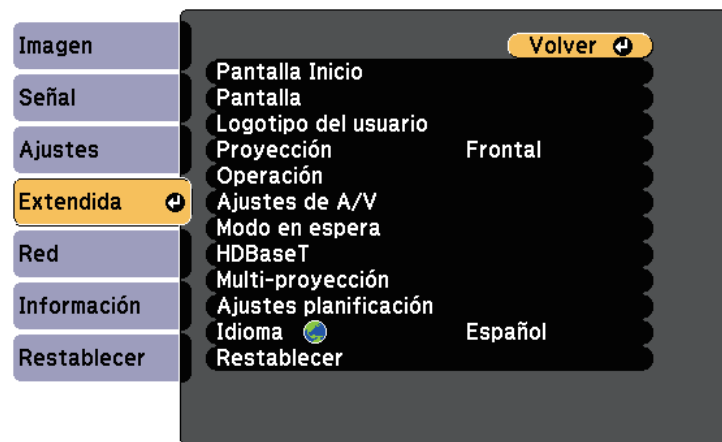 Imagen
Señal
Ajustes
Extendida
Red
Información
Restablecer
Volver
Pantalla Inicio
Pantalla
Logotipo del usuario
Proyección Frontal
Operación
Ajustes de A/V
Modo en espera
HDBaseT
Multi-proyección
Ajustes planificación
Idioma Español
Restablecer